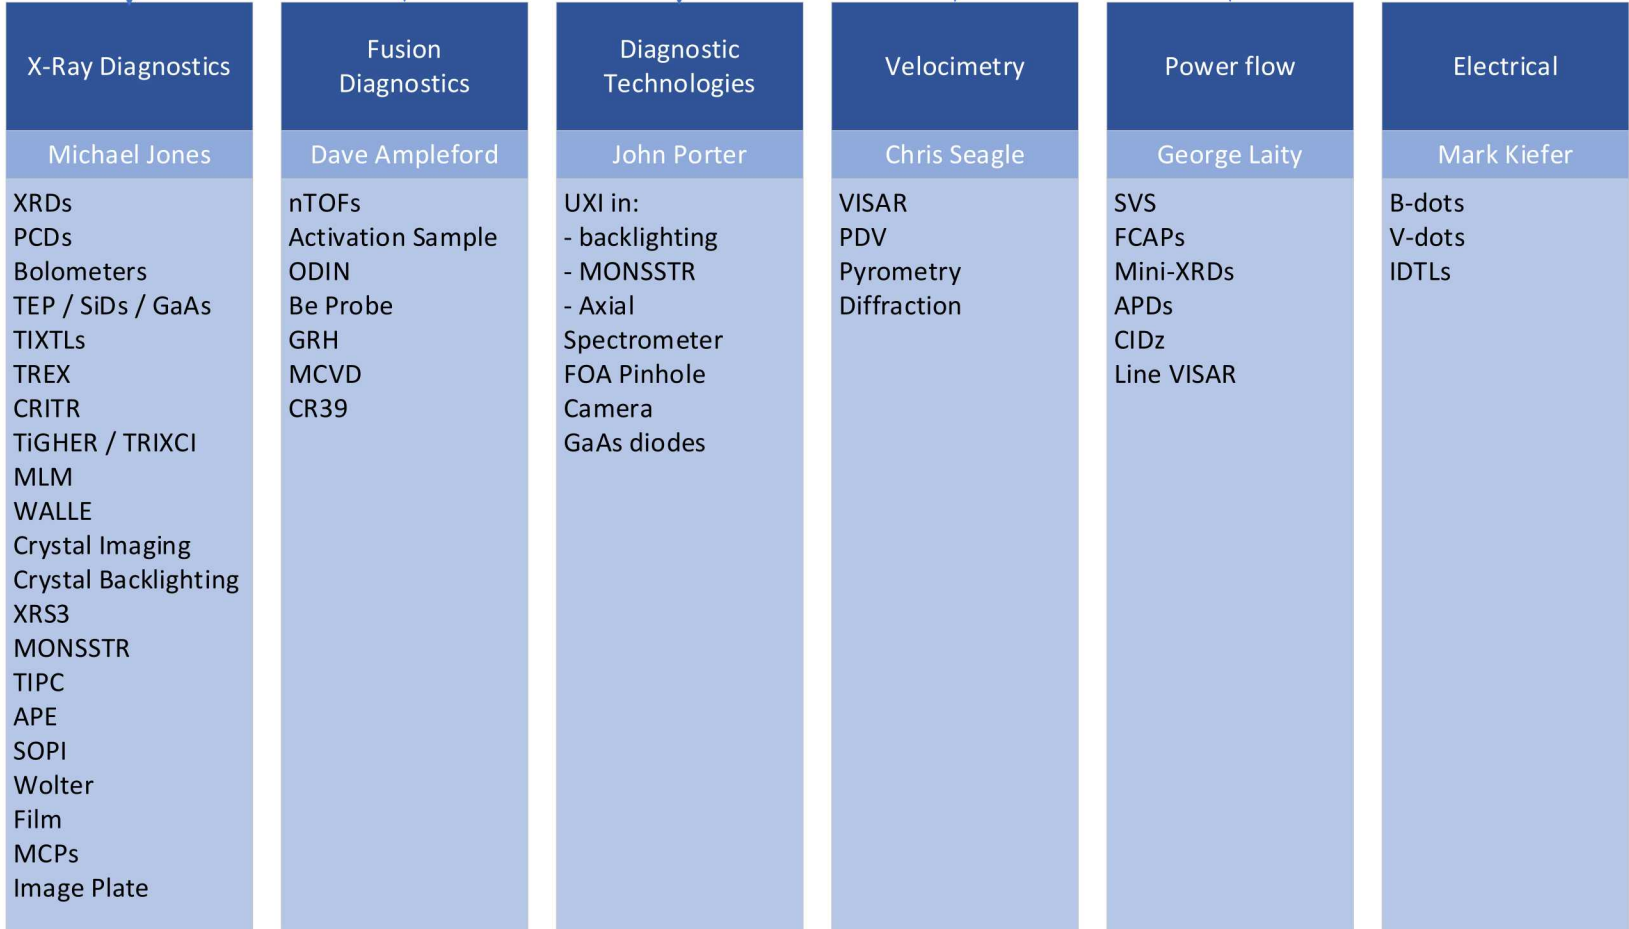 X-Ray Diagnostics
Michael Jones
XRDs
PCDs
Bolometers
TEP / SiDs / GaAs
TIXTLs
TREX
CRITR
TiGHER / TRIXCI
MLM
WALLE
Crystal Imaging
Crystal Backlighting
XRS3
MONSSTR
TIPC
APE
SOPI
Wolter
Film
MCPs
Image Plate
Fusion
Diagnostics
Dave Ampleford
nTOFs
Activation Sample
ODIN
Be Probe
GRH
MCVD
CR39
Diagnostic
Technologies
John Porter
UXI in:
- backlighting
- MONSSTR
- Axial
Spectrometer
FOA Pinhole
Camera
GaAs diodes
Velocimetry
Chris Seagle
VISAR
PDV
Pyrometry
Diffraction
Power flow
George Laity
SVS
FCAPs
Mini-XRDs
APDs
CIDz
Line VISAR
Electrical
Mark Kiefer
B-dots
V-dots
IDTLs